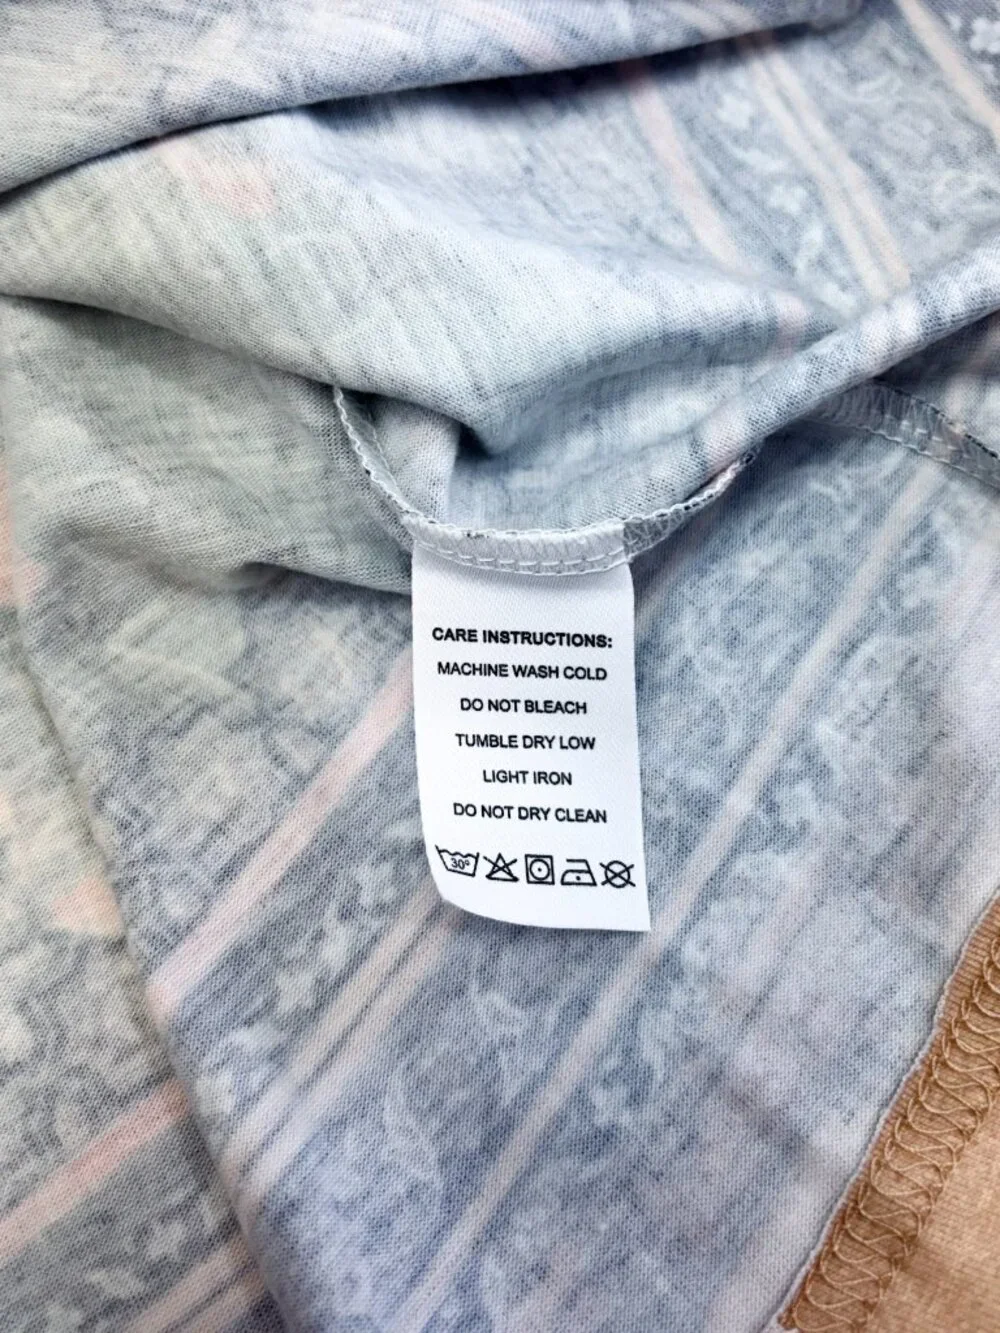 CARE INSTRUCTIONS:
MACHINE WASH COLD
DO NOT BLEACH
TUMBLE DRY LOW
LIGHT IRON
DO NOT DRY CLEAN
30°